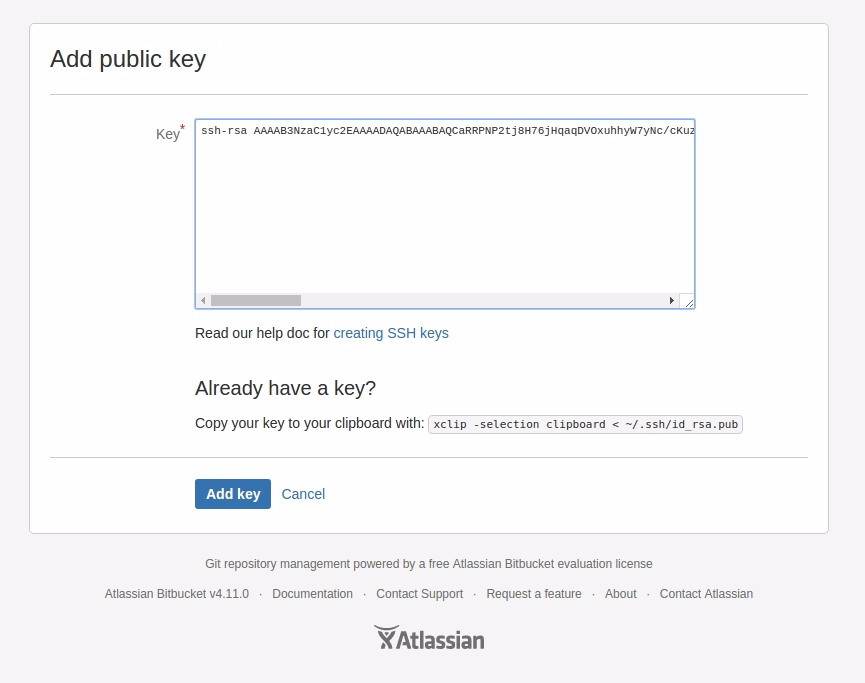 Add public key
Key*
ssh-rsa AAAAB3NzaC1yc2EAAAADAQABAAABAQCaRRPNP2tj8H76jHqaqDVOxuhhyW7yNc/cKuz
Read our help doc for creating SSH keys
Already have a key?
Copy your key to your clipboard with: xclip -selection clipboard < ~/.ssh/id_rsa.pub
Add key Cancel
Git repository management powered by a free Atlassian Bitbucket evaluation license
Atlassian Bitbucket v4.11.0 · Documentation · Contact Support · Request a feature · About · Contact Atlassian
Atlassian